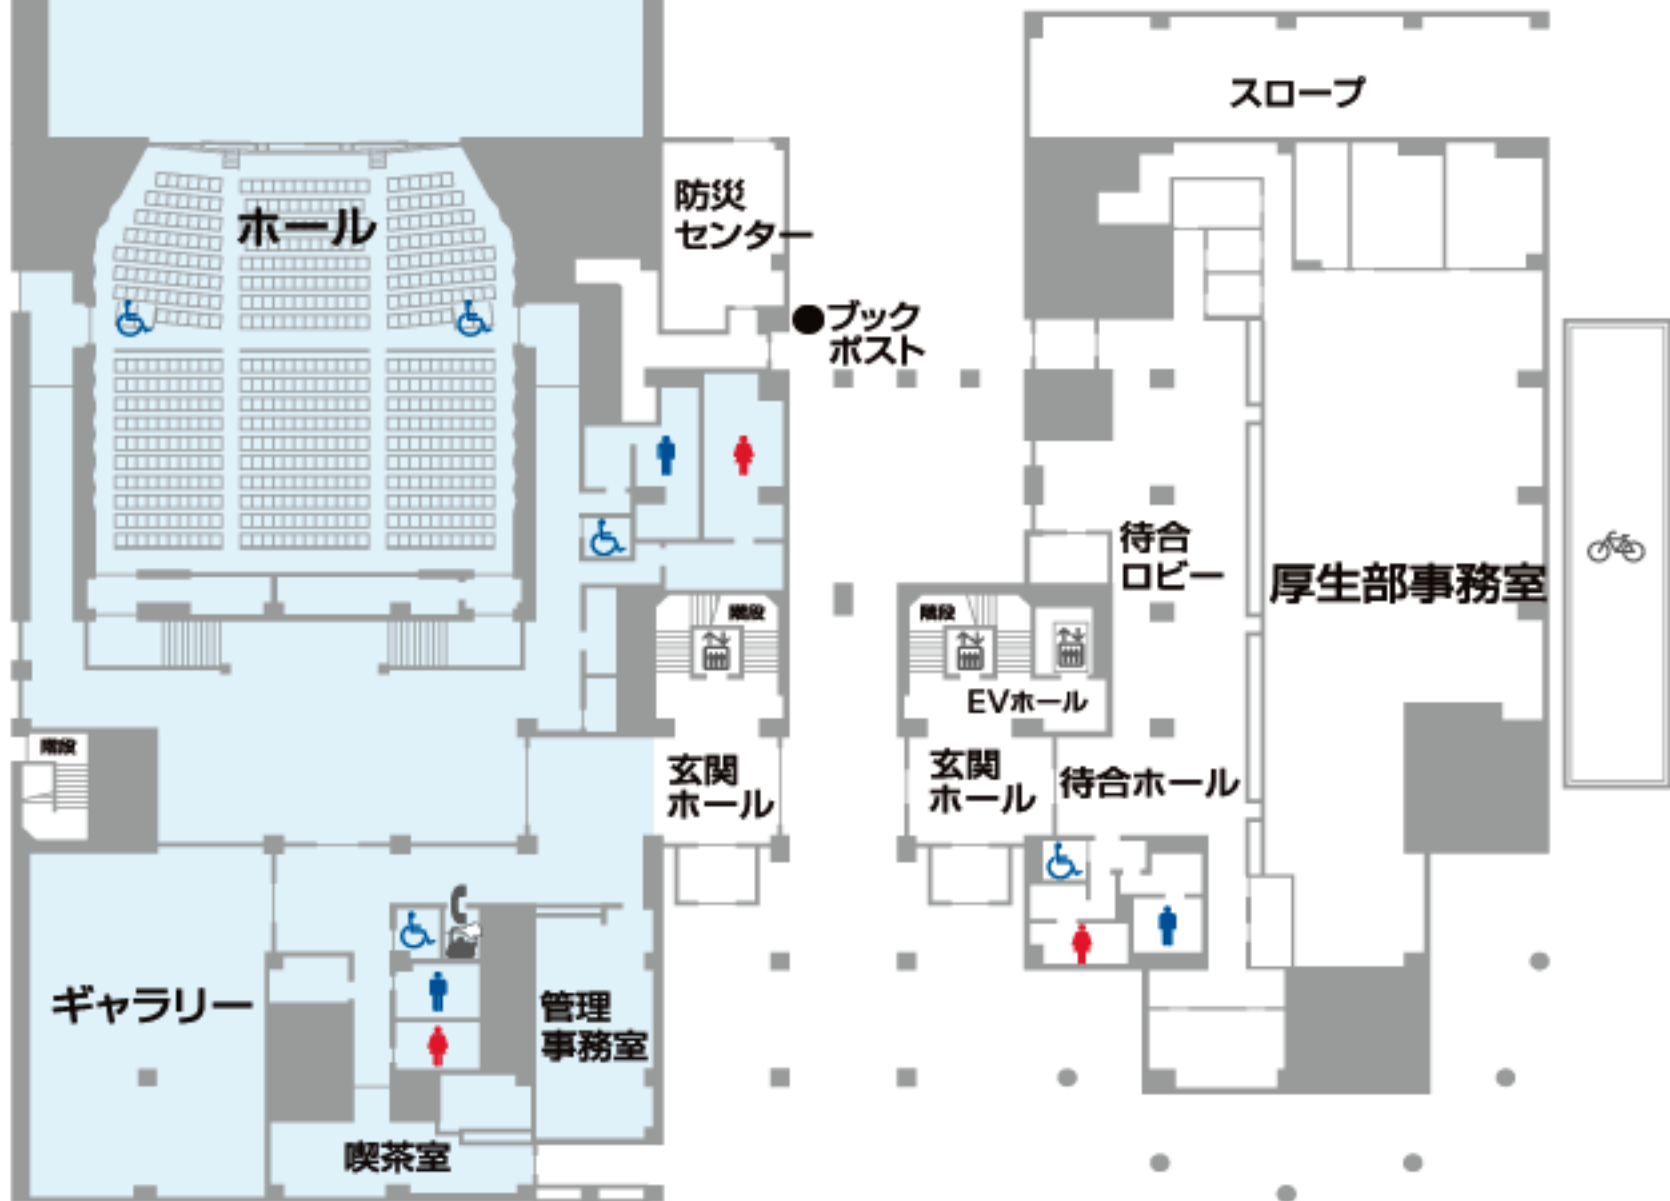 スロープ
防災
センター
ホール
ブック
ポスト
待合
ロビー
厚生部事務室
階段
階段
EVホール
階段
玄関
ホール
玄関
ホール
待合ホール
ギャラリー
管理
事務室
喫茶室